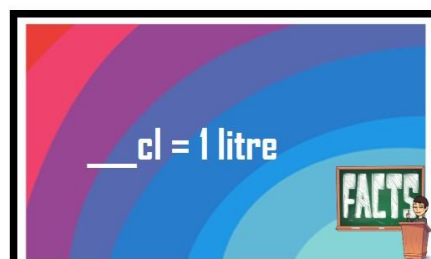 ___cl = 1 litre
FACTS